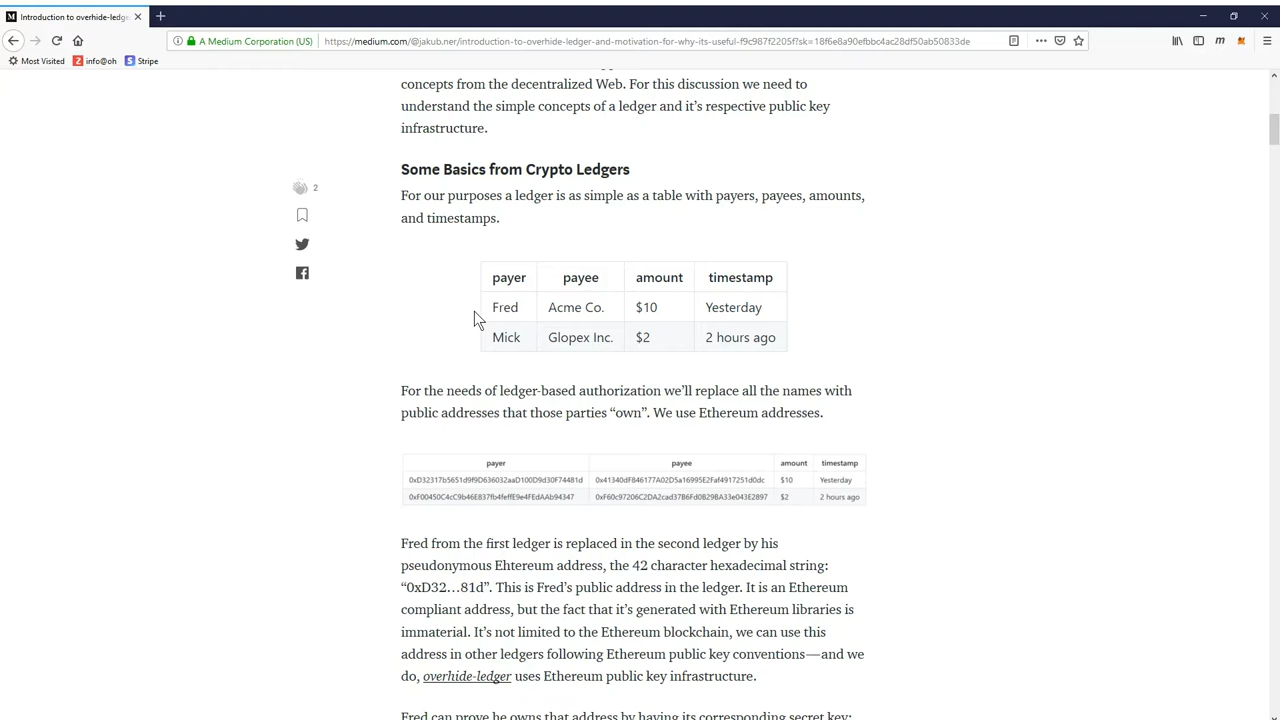 Introduction to overhide-ledge
A Medium Corporation (US)
https://medium.com/@jakub.ner/introduction-to-overhide-ledger-and-motivation-for-why-its-useful-f9c987f2205f?sk=18f6e8a90efbbc4ac28df50ab50833de
Most Visited info@oh Stripe
concepts from the decentralized Web. For this discussion we need to
understand the simple concepts of a ledger and it’s respective public key
infrastructure.
Some Basics from Crypto Ledgers
2
For our purposes a ledger is as simple as a table with payers, payees, amounts,
and timestamps.
payer payee amount timestamp
Fred Acme Co. $10 Yesterday
Mick Glopex Inc. $2 2 hours ago
For the needs of ledger-based authorization we’ll replace all the names with
public addresses that those parties “own”. We use Ethereum addresses.
payer payee amount timestamp
0xD32317b5651d9f9D636032aaD100D9d30F74481d 0x41340dF846177A02D5a16995E2Faf4917251d0dc $10 Yesterday
0xF00450C4cC9b46E837fb4feffE9e4FEdAAb94347 0xF60c97206C2DA2cad37B6Fd0B29BA33e043E2897 $2 2 hours ago
Fred from the first ledger is replaced in the second ledger by his
pseudonymous Ehtereum address, the 42 character hexadecimal string:
“0xD32…81d”. This is Fred’s public address in the ledger. It is an Ethereum
compliant address, but the fact that it’s generated with Ethereum libraries is
immaterial. It’s not limited to the Ethereum blockchain, we can use this
address in other ledgers following Ethereum public key conventions — and we
do, overhide-ledger uses Ethereum public key infrastructure.
Fred can prove he owns that address by having its corresponding secret key: